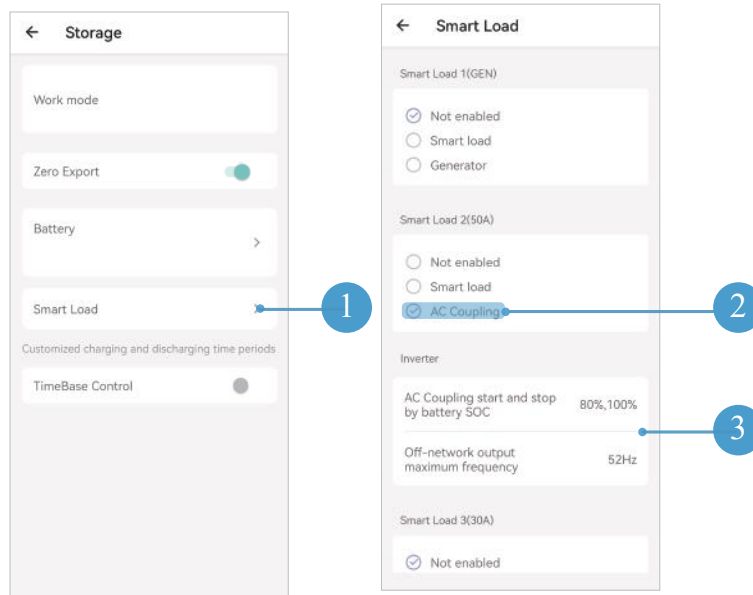 Storage
Work mode
Zero Export
Battery
Smart Load
1
Customized charging and discharging time periods
TimeBase Control
Smart Load
Smart Load 1(GEN)
Not enabled
Smart load
Generator
Smart Load 2(50A)
Not enabled
Smart load
AC Coupling
2
Inverter
AC Coupling start and stop
by battery SOC
80%,100%
3
Off-network output
maximum frequency
52Hz
Smart Load 3(30A)
Not enabled